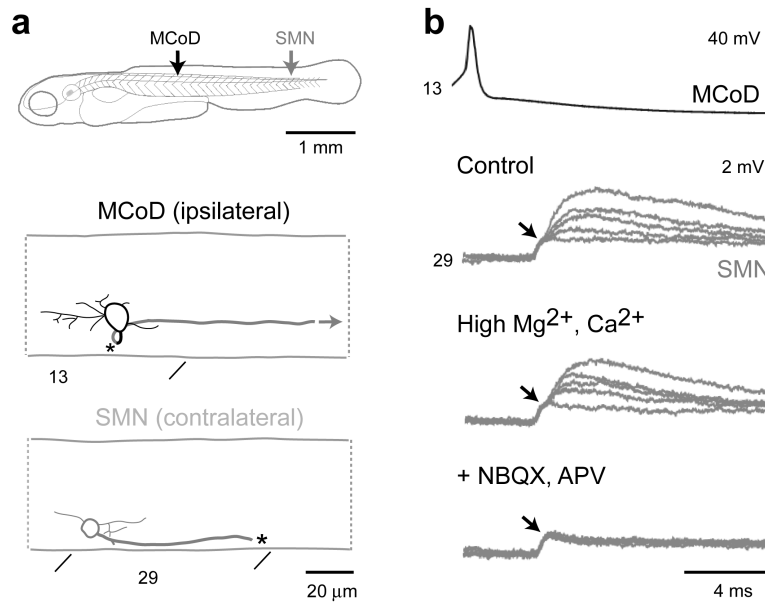 a
MCoD
SMN
1 mm
MCoD (ipsilateral)
*
13
SMN (contralateral)
*
29
20 μm
b
40 mV
13
MCoD
Control
2 mV
29
SMN
High Mg2+, Ca2+
+ NBQX, APV
4 ms